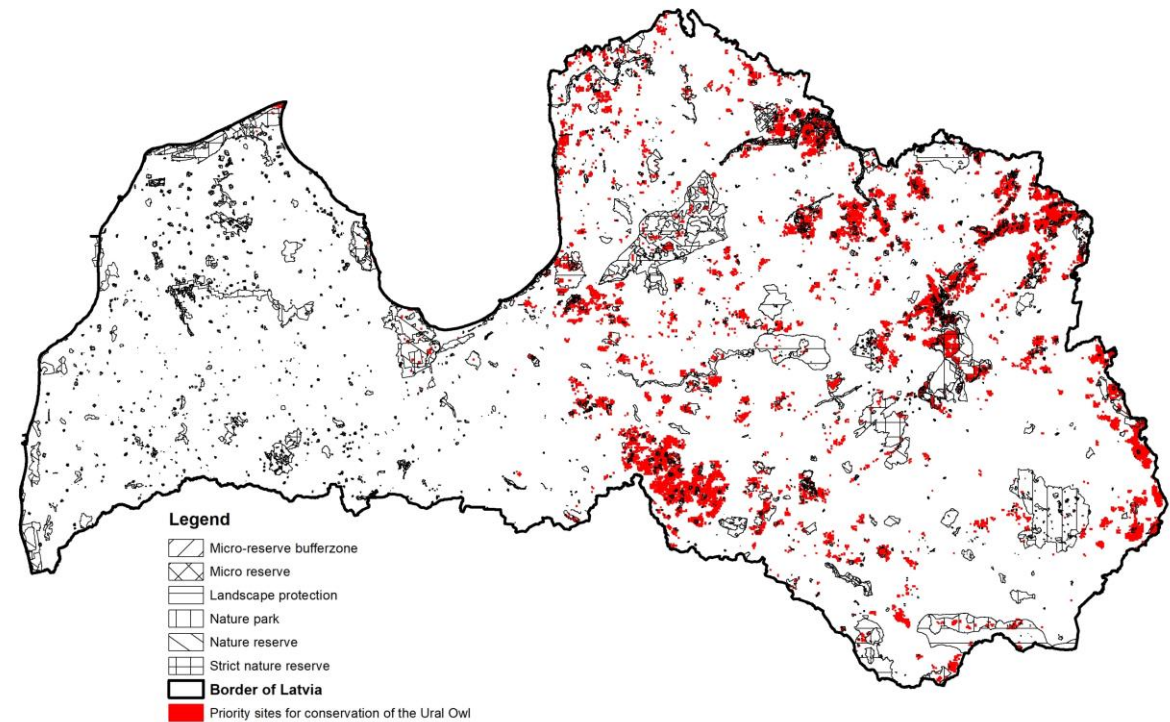 Legend
Micro-reserve bufferzone
Micro reserve
Landscape protection
Nature park
Nature reserve
Strict nature reserve
Border of Latvia
Priority sites for conservation of the Ural Owl